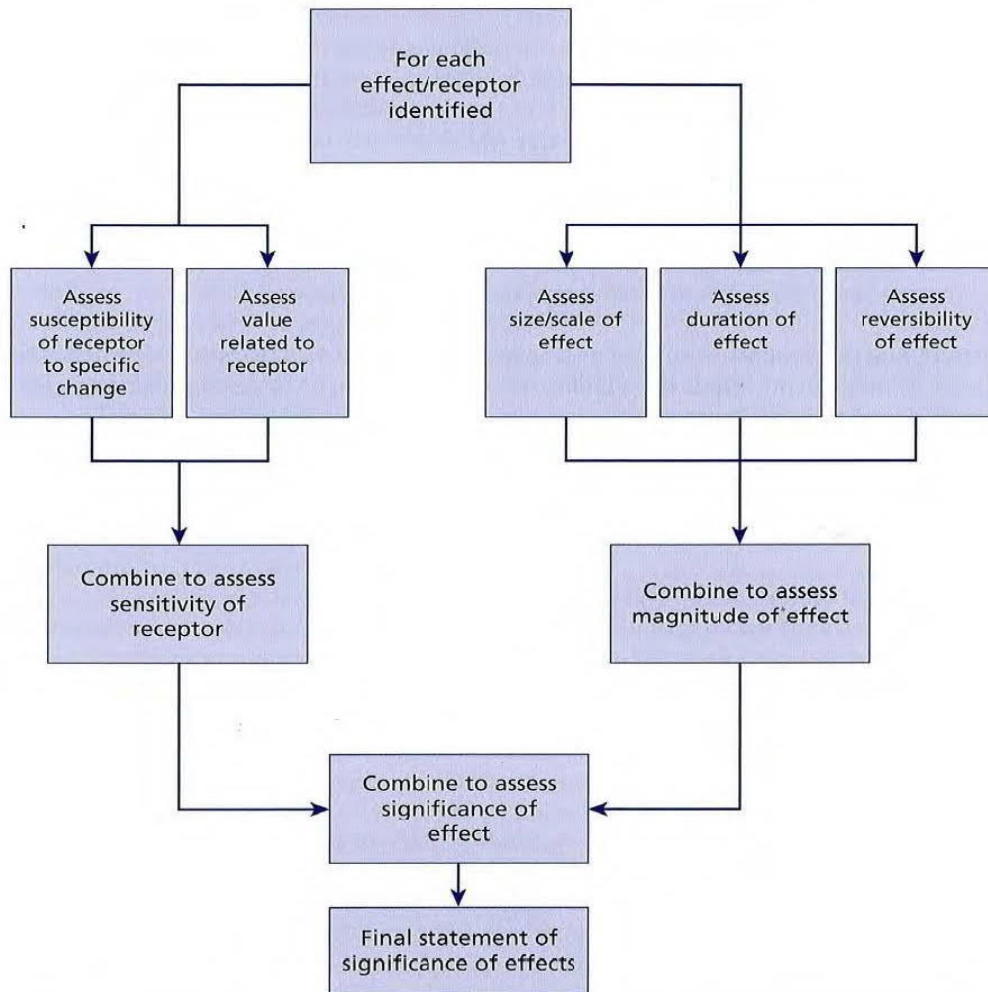 For each
effect/receptor
identified
Assess
susceptibility
of receptor
to specific
change
Assess
value
related to
receptor
Assess
size/scale of
effect
Assess
duration of
effect
Assess
reversibility
of effect
Combine to assess
sensitivity of
receptor
Combine to assess
magnitude of effect
Combine to assess
significance of
effect
Final statement of
significance of effects